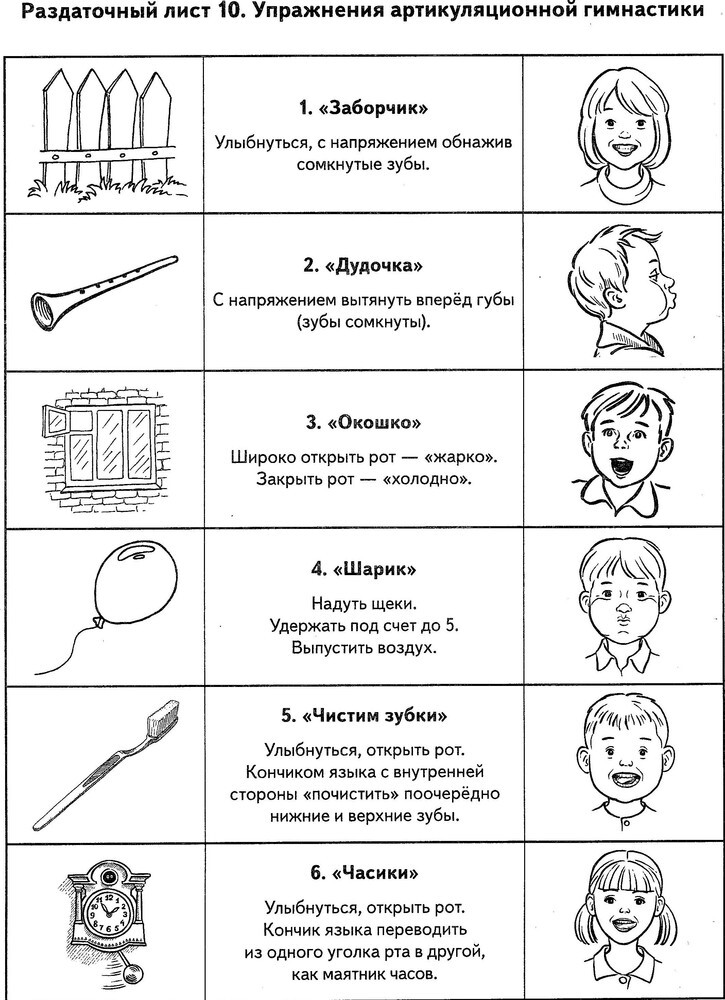 Раздаточный лист 10. Упражнения артикуляционной гимнастики
1. «Заборчик»
Улыбнуться, с напряжением обнажив
сомкнутые зубы.
2. «Дудочка»
С напряжением вытянуть вперёд губы
(зубы сомкнуты).
3. «Окошко»
Широко открыть рот — «жарко».
Закрыть рот — «холодно».
4. «Шарик»
Надуть щеки.
Удержать под счет до 5.
Выпустить воздух.
5. «Чистим зубки»
Улыбнуться, открыть рот.
Кончиком языка с внутренней
стороны «почистить» поочерёдно
нижние и верхние зубы.
6. «Часики»
Улыбнуться, открыть рот.
Кончик языка переводить
из одного уголка рта в другой,
как маятник часов.